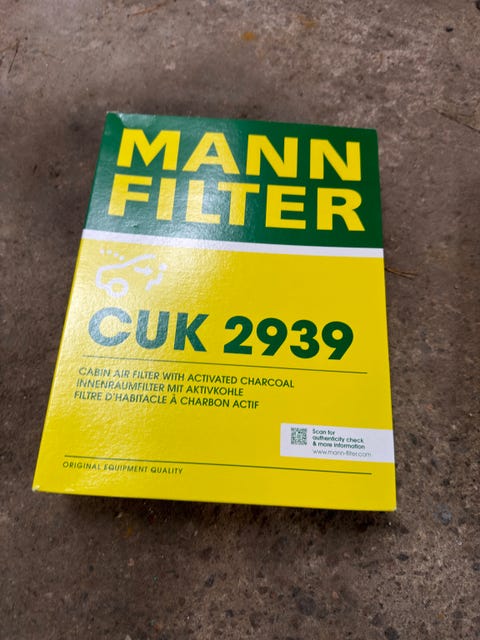 MANN
FILTER
CUK 2939
CABIN AIR FILTER WITH ACTIVATED CHARCOAL
INNENRAUMFILTER MIT AKTIVKOHLE
FILTRE D'HABITACLE À CHARBON ACTIF
Scan for
authenticity check
& more information
www.mann-filter.com
ORIGINAL EQUIPMENT QUALITY